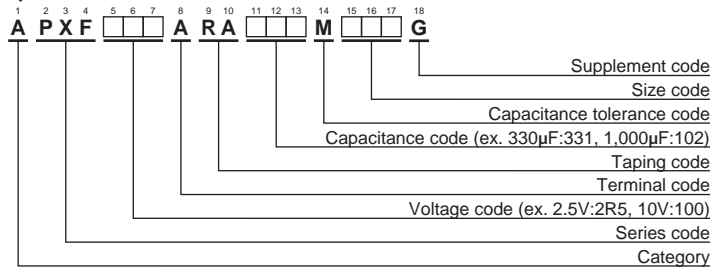 1 2 3 4 5 6 7 8 9 10 11 12 13 14 15 16 17 18
A PXF A RA M G
Supplement code
Size code
Capacitance tolerance code
Capacitance code (ex. 330µF:331, 1,000µF:102)
Taping code
Terminal code
Voltage code (ex. 2.5V:2R5, 10V:100)
Series code
Category